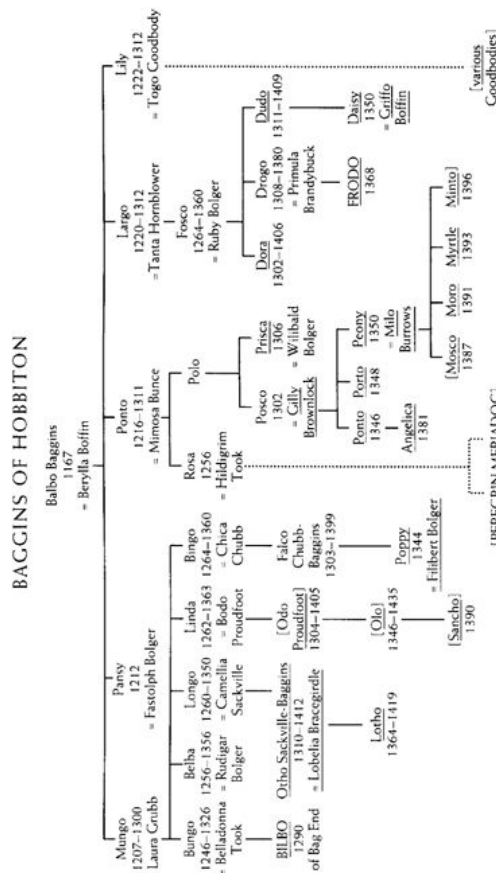 BAGGINS OF HOBBITON
Balbo Baggins
1167
= Berylla Boffin
Mungo
1207–1300
Laura Grubb
Pansy
1212
= Fastolph Bolger
Ponto
1216–1311
= Mimosa Bunce
Largo
1220–1312
= Tanta Hornblower
Lily
1222–1312
= Togo Goodbody
Bungo
1246–1326
= Belladonna
Took
Belba
1256–1356
= Rudigar
Bolger
Longo
1260–1350
= Camellia
Sackville
Linda
1262–1363
= Bodo
Proudfoot
Bingo
1264–1360
= Chica
Chubb
Rosa
1256
= Hildigrim
Took
Polo
Fosco
1264–1360
= Ruby Bolger
BILBO
1290
of Bag End
Otho Sackville-Baggins
1310–1412
= Lobelia Bracegirdle
[Odo
Proudfoot]
1304–1405
Falco
Chubb-
Baggins
1303–1399
Posco
1302
= Gilly
Brownlock
Prisca
1306
= Wilibald
Bolger
Dora
1302–1406
Drogo
1308–1380
= Primula
Brandybuck
Dudo
1311–1409
Lotho
1364–1419
[Olo]
1346–1435
Poppy
1344
= Filibert Bolger
Ponto
1346
Porto
1348
Peony
1350
= Milo
Burrows
FRODO
1368
Daisy
1350
= Griffo
Boffin
[Sancho]
1390
Angelica
1381
[Mosco
1387
Moro
1391
Myrtle
1393
Minto]
1396
[PEREGRIN MERIADOC]
[various
Goodbodies]